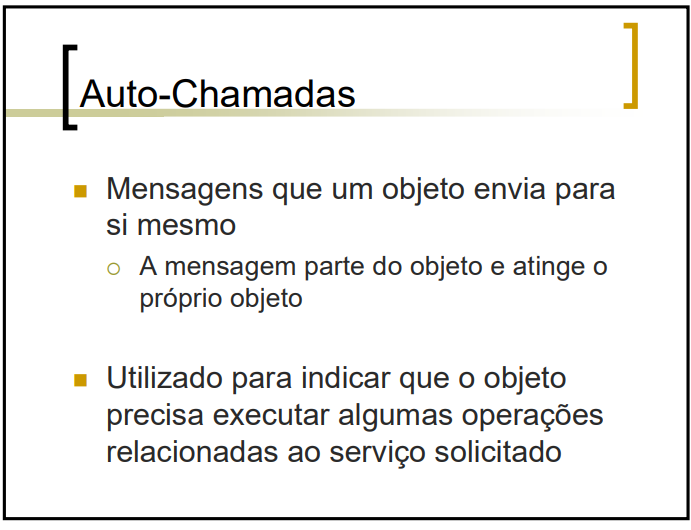 Auto-Chamadas
Mensagens que um objeto envia para
si mesmo
A mensagem parte do objeto e atinge o
próprio objeto
Utilizado para indicar que o objeto
precisa executar algumas operações
relacionadas ao serviço solicitado